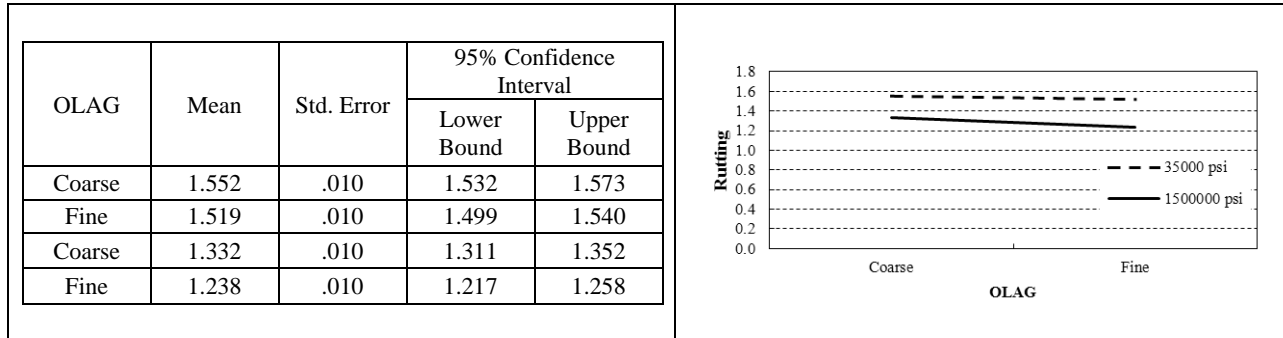 OLAG Mean Std. Error 95% Confidence Interval
Lower Bound Upper Bound
Coarse 1.552 .010 1.532 1.573
Fine 1.519 .010 1.499 1.540
Coarse 1.332 .010 1.311 1.352
Fine 1.238 .010 1.217 1.258
Rutting
1.8
1.6
1.4
1.2
1.0
0.8
0.6
0.4
0.2
0.0
35000 psi
1500000 psi
Coarse Fine
OLAG